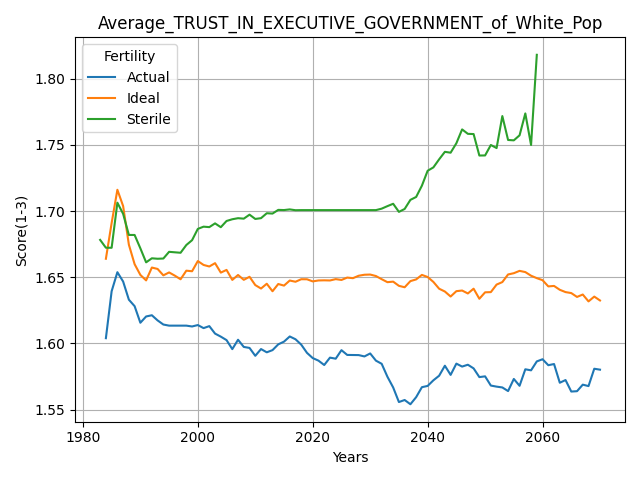 Average_TRUST_IN_EXECUTIVE_GOVERNMENT_of_White_Pop
Fertility
Actual
Ideal
Sterile
1.80
1.75
1.70
1.65
1.60
1.55
Score(1-3)
1980 2000 2020 2040 2060
Years